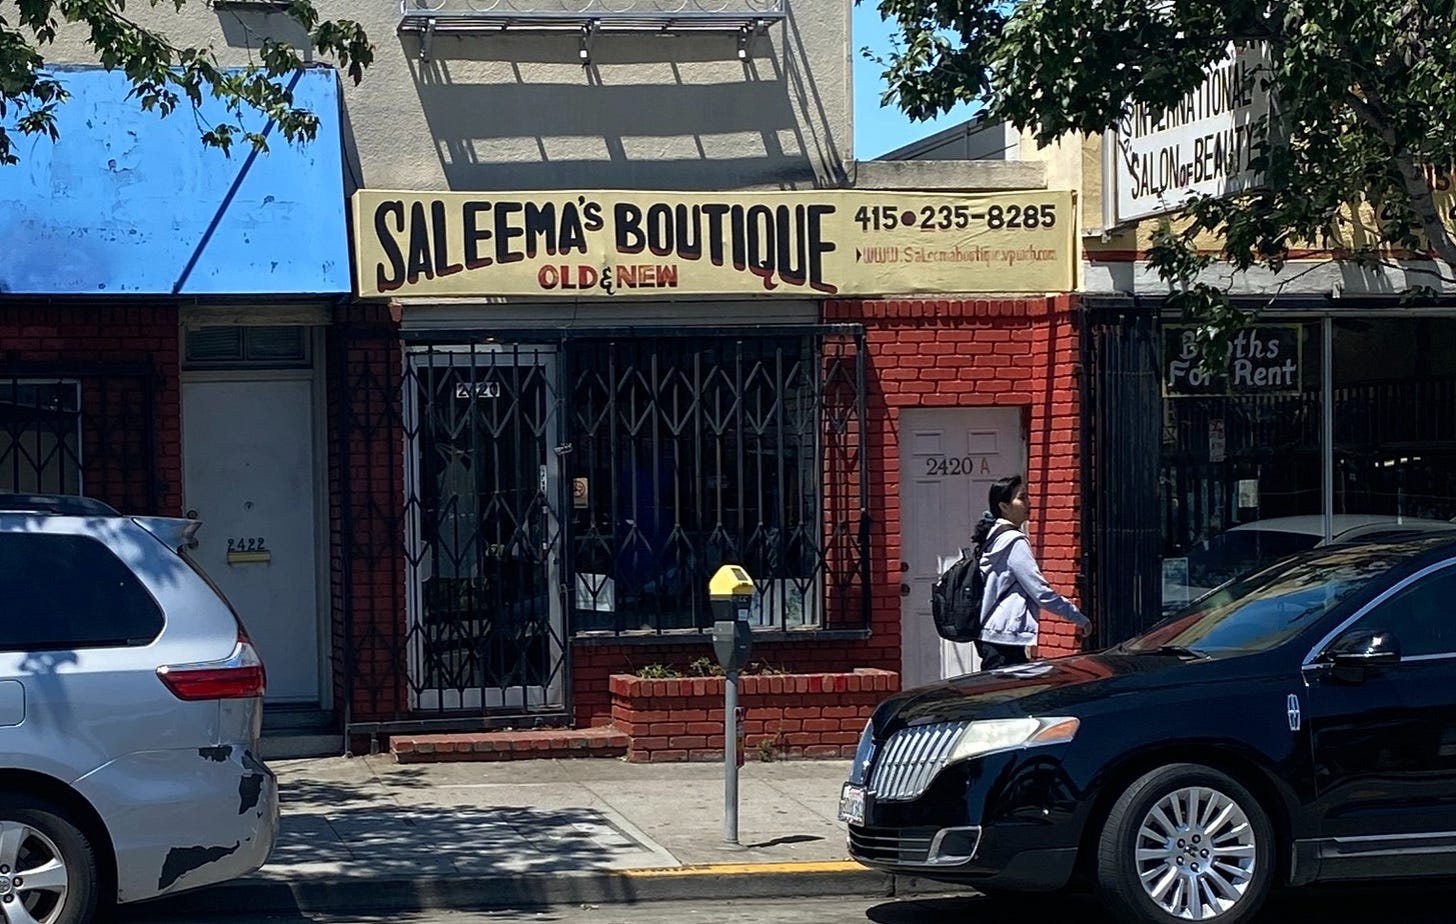 SALEEMA'S BOUTIQUE
OLD & NEW
415•235-8285
www.Saleemaboutique.vpweb.com
INTERNATIONAL
SALON OF BEAUTY
Booths
For Rent
2420
2420 A
2422